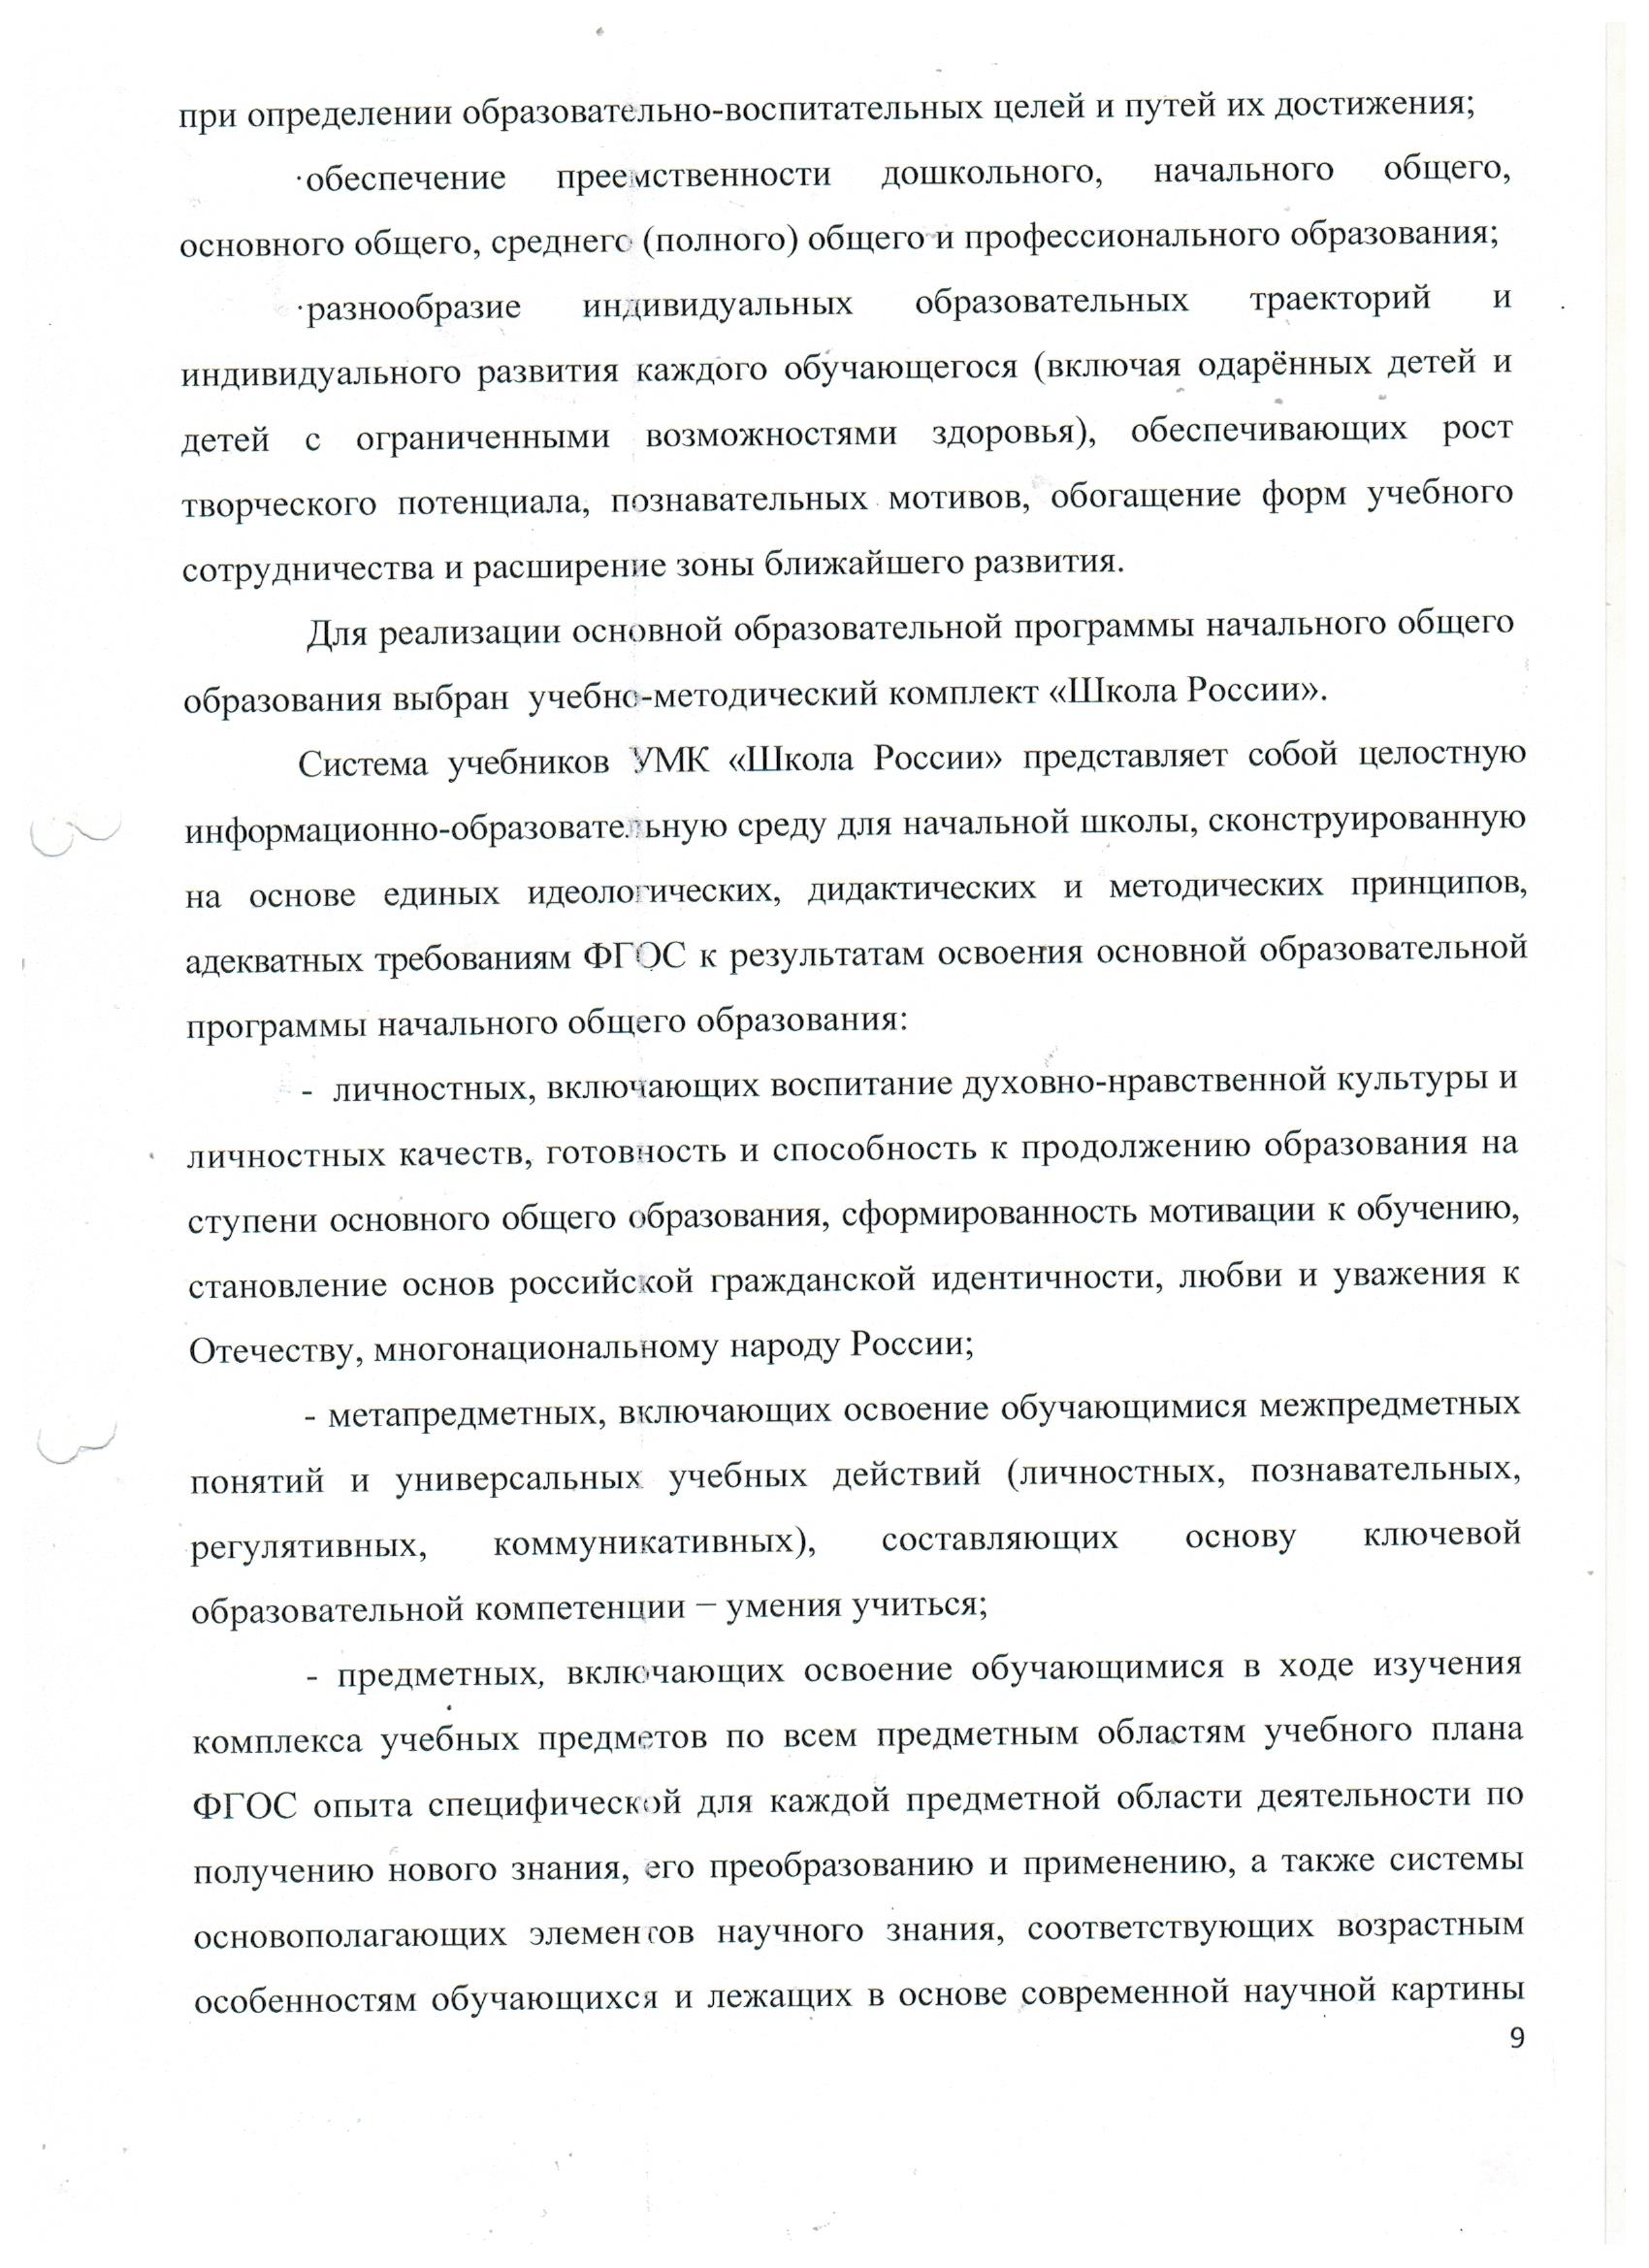 при определении образовательно-воспитательных целей и путей их достижения;
·обеспечение преемственности дошкольного, начального общего,
основного общего, среднего (полного) общего и профессионального образования;
·разнообразие индивидуальных образовательных траекторий и
индивидуального развития каждого обучающегося (включая одарённых детей и
детей с ограниченными возможностями здоровья), обеспечивающих рост
творческого потенциала, познавательных мотивов, обогащение форм учебного
сотрудничества и расширение зоны ближайшего развития.
Для реализации основной образовательной программы начального общего
образования выбран учебно-методический комплект «Школа России».
Система учебников УМК «Школа России» представляет собой целостную
информационно-образовательную среду для начальной школы, сконструированную
на основе единых идеологических, дидактических и методических принципов,
адекватных требованиям ФГОС к результатам освоения основной образовательной
программы начального общего образования:
- личностных, включающих воспитание духовно-нравственной культуры и
личностных качеств, готовность и способность к продолжению образования на
ступени основного общего образования, сформированность мотивации к обучению,
становление основ российской гражданской идентичности, любви и уважения к
Отечеству, многонациональному народу России;
- метапредметных, включающих освоение обучающимися межпредметных
понятий и универсальных учебных действий (личностных, познавательных,
регулятивных, коммуникативных), составляющих основу ключевой
образовательной компетенции − умения учиться;
- предметных, включающих освоение обучающимися в ходе изучения
комплекса учебных предметов по всем предметным областям учебного плана
ФГОС опыта специфической для каждой предметной области деятельности по
получению нового знания, его преобразованию и применению, а также системы
основополагающих элементов научного знания, соответствующих возрастным
особенностям обучающихся и лежащих в основе современной научной картины
9